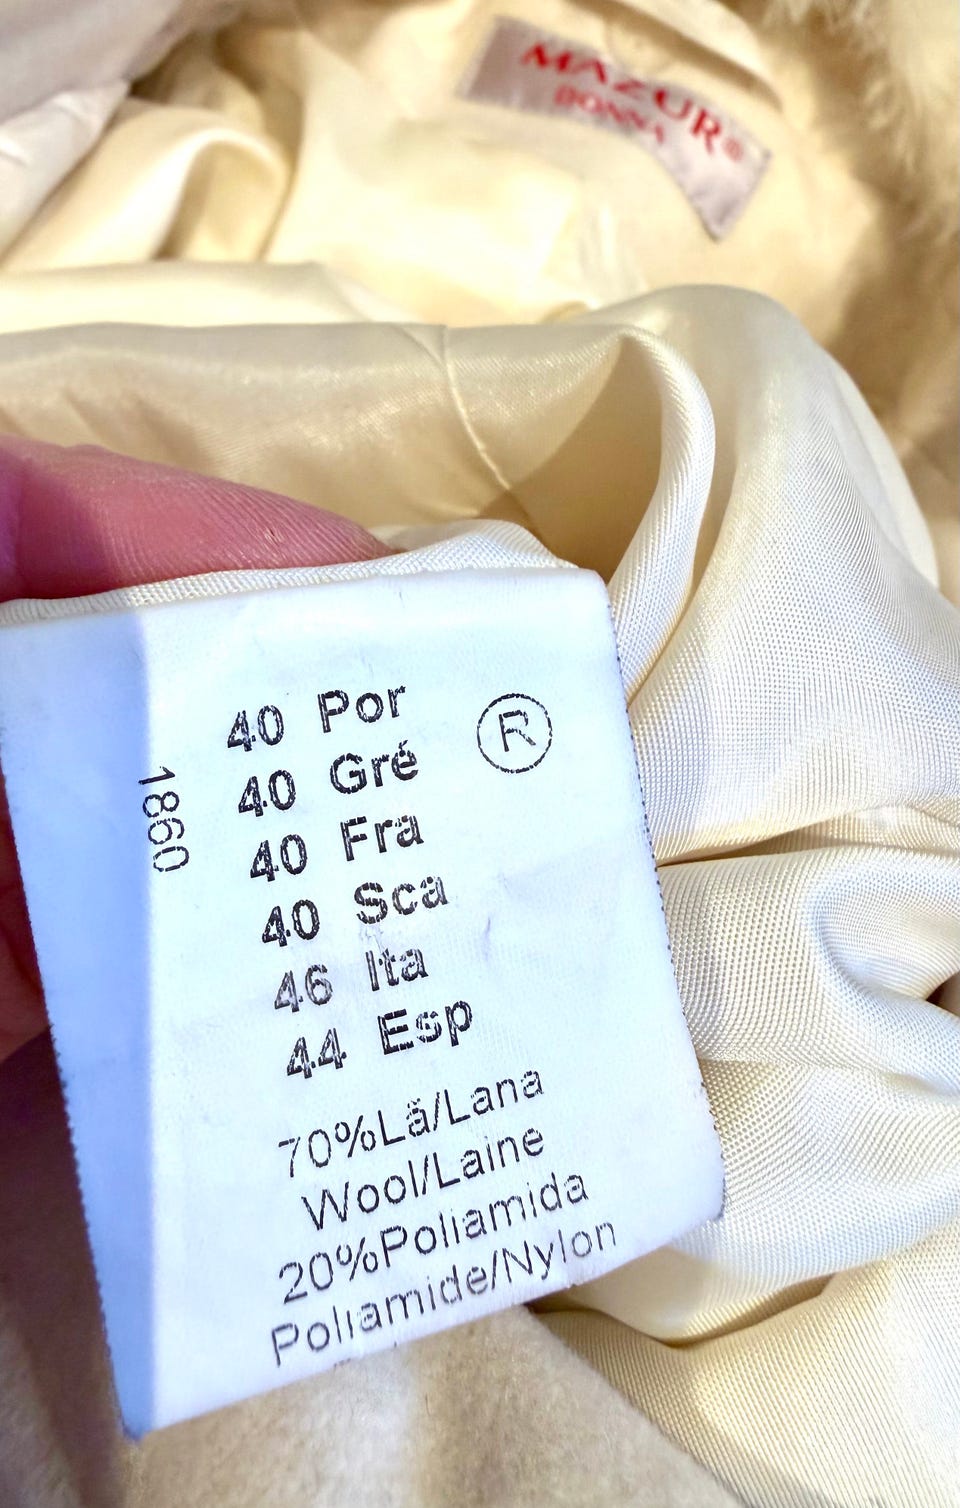 MAZUR®
DONNA
40 Por
40 Gré
40 Fra
40 Sca
46 Ita
44 Esp
R
1860
70%Lã/Lana
Wool/Laine
20%Poliamida
Poliamide/Nylon